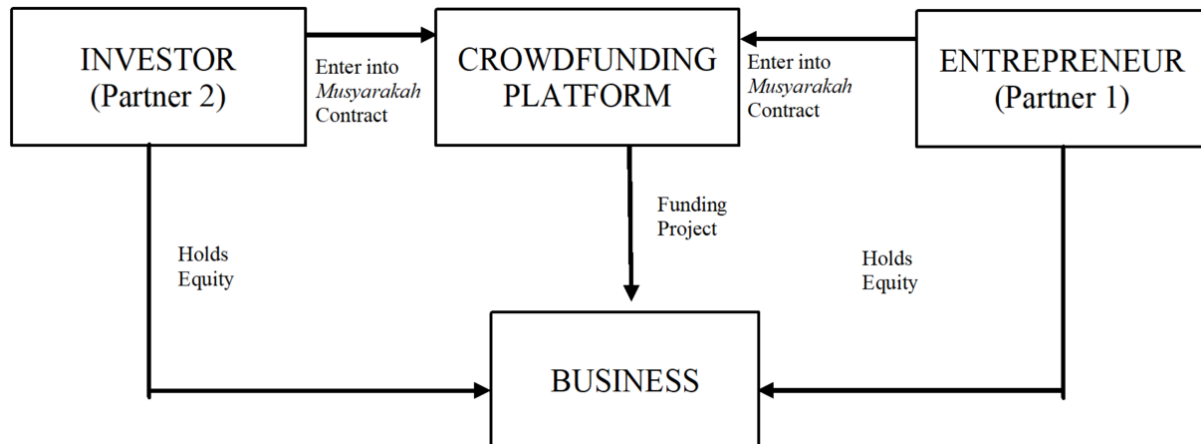 INVESTOR
(Partner 2)
Enter into
Musyarakah
Contract
CROWDFUNDING
PLATFORM
Enter into
Musyarakah
Contract
ENTREPRENEUR
(Partner 1)
Holds
Equity
Funding
Project
Holds
Equity
BUSINESS